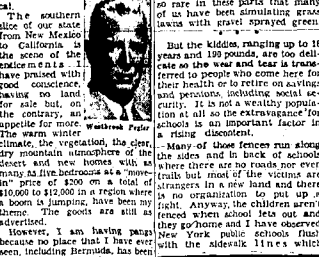 cal.
The southern
slice of our state
from New Mexico
to California is
the scene of the
enticements I
have praised with
good conscience,
having no land
for sale but, on
the contrary, an
appetite for more.
The warm winter
Westbrook Pegler
climate, the vegetation, the clear,
dry mountain atmosphere of the
desert and new homes with as
many as five bedrooms at a "move-
in" price of $200 on a total of
$10,000 to $12,000 in a region where
a boom is jumping, have been my
theme. The goods are still as
advertised.
However, I am having pangs
because no place that I have ever
seen, including Bermuda, has been
so rare in these parts that many
of us have been simulating grass
lawns with gravel sprayed green.
But the kiddies, ranging up to 18
years and 190 pounds, are too deli-
cate so the wear and tear is trans-
ferred to people who come here for
their health or to retire on savings
and pensions, including social se-
curity. It is not a wealthy popula-
tion at all so the extravagance for
schools is an important factor in
a rising discontent.
Many of those fences run along
the sides and in back of schools
where there are no roads nor even
trails but most of the victims are
strangers in a new land and there
is no organization to put up a
fight. Anyway, the children aren't
fenced when school lets out and
they go home and I have observed
New York public schools flush
with the sidewalk lines which